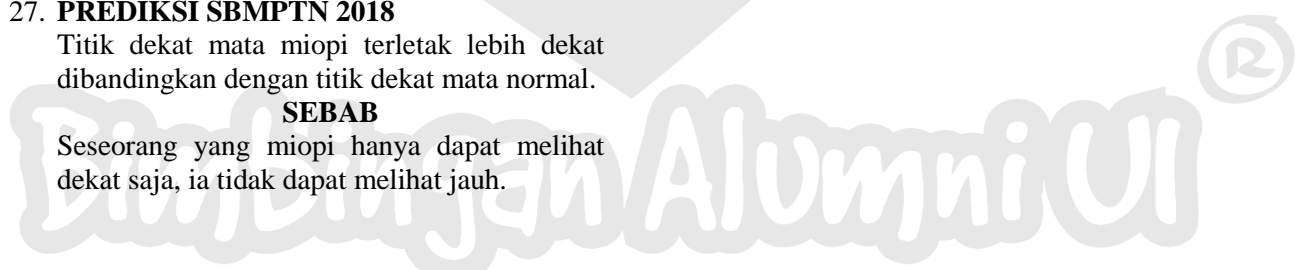 27. PREDIKSI SBMPTN 2018
Titik dekat mata miopi terletak lebih dekat
dibandingkan dengan titik dekat mata normal.
SEBAB
Seseorang yang miopi hanya dapat melihat
dekat saja, ia tidak dapat melihat jauh.
Bimbingan Alumni UI
R